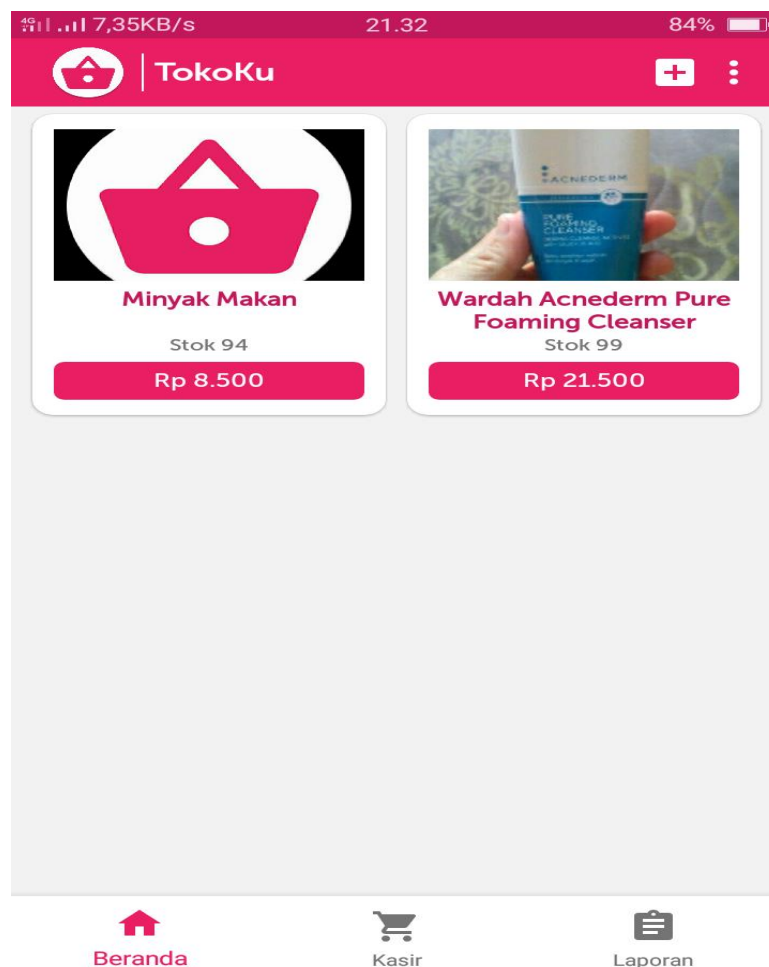 4G 7,35KB/s 21.32 84%
TokoKu
ACNEDERM
PURE
FOAMING
CLEANSER
Minyak Makan
Stok 94
Rp 8.500
Wardah Acnederm Pure
Foaming Cleanser
Stok 99
Rp 21.500
Beranda Kasir Laporan